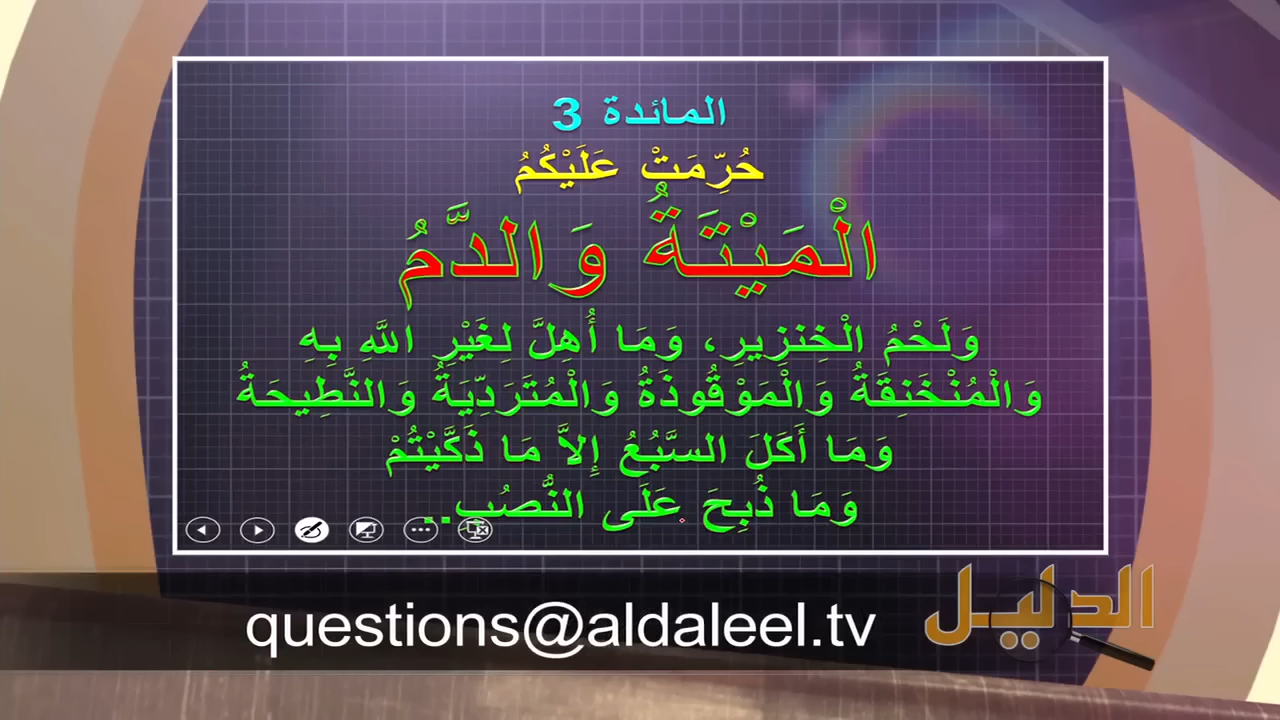 المائدة 3
حُرِّمَتْ عَلَيْكُمُ
الْمَيْتَةُ وَالدَّمُ
وَلَحْمُ الْخِنزِيرِ، وَمَا أُهِلَّ لِغَيْرِ اللَّهِ بِهِ
وَالْمُنْخَنِقَةُ وَالْمَوْقُوذَةُ وَالْمُتَرَدِّيَةُ وَالنَّطِيحَةُ
وَمَا أَكَلَ السَّبُعُ إِلاَّ مَا ذَكَّيْتُمْ
وَمَا ذُبِحَ عَلَى النُّصُبِ..
الدليل
questions@aldaleel.tv